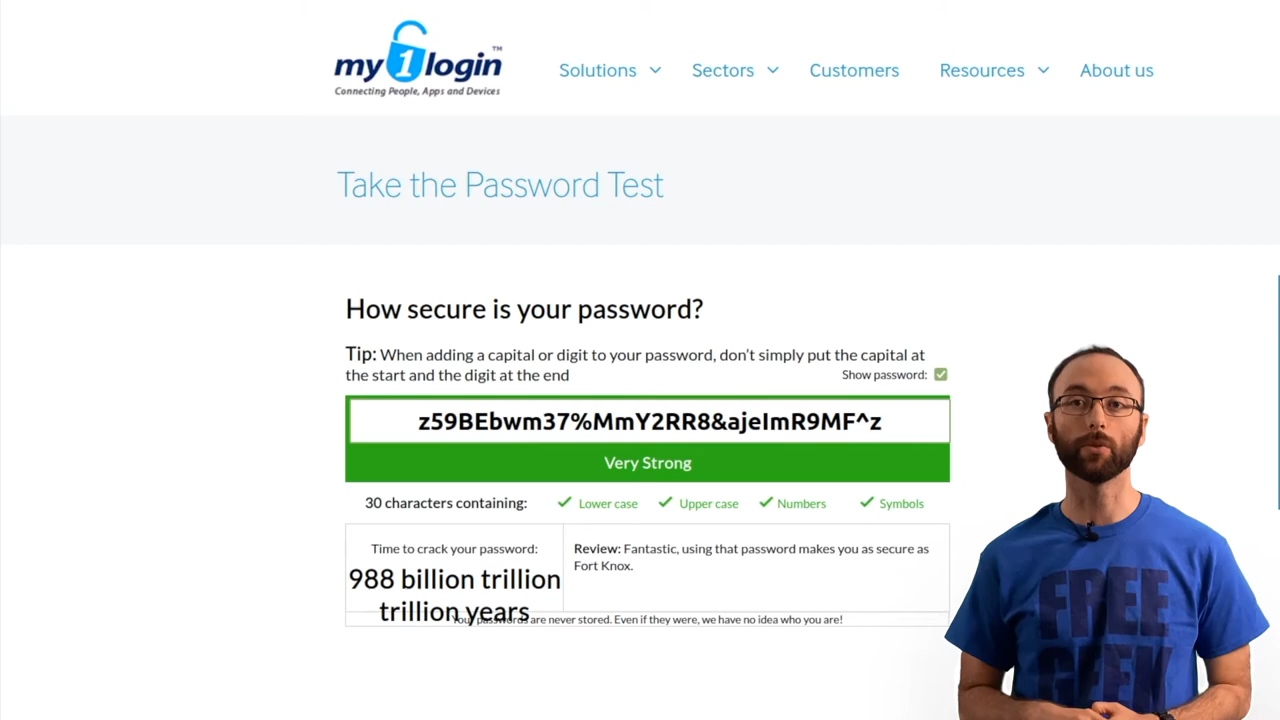 my1login™
Connecting People, Apps and Devices
Solutions
Sectors
Customers
Resources
About us
Take the Password Test
How secure is your password?
Tip: When adding a capital or digit to your password, don't simply put the capital at
the start and the digit at the end
Show password:
z59BEbwm37%MmY2RR8&ajeImR9MF^z
Very Strong
30 characters containing:
Lower case
Upper case
Numbers
Symbols
Time to crack your password:
988 billion trillion
trillion years
Review: Fantastic, using that password makes you as secure as
Fort Knox.
Your passwords are never stored. Even if they were, we have no idea who you are!
FREE
GEEK